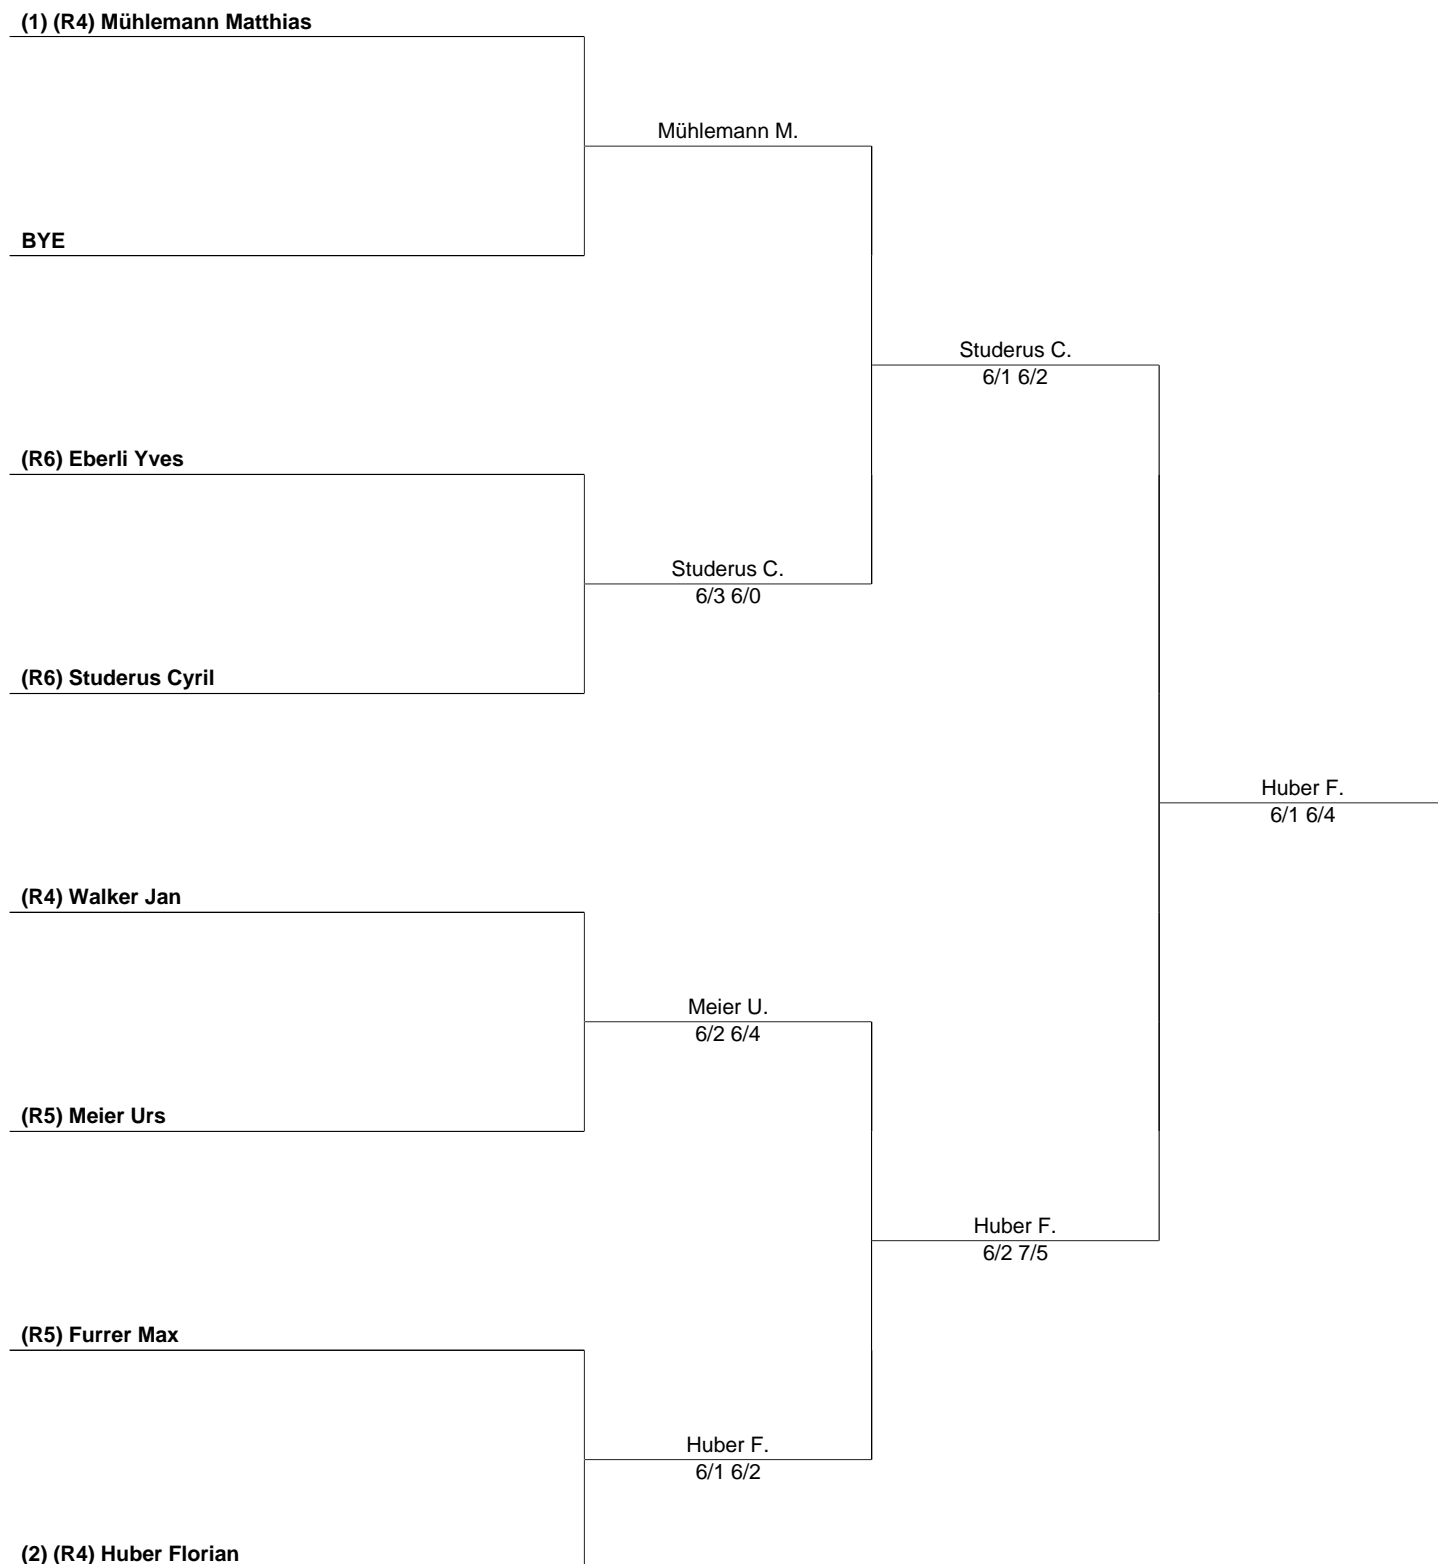 (1) (R4) Mühlemann Matthias
Mühlemann M.
BYE
Studerus C.
6/1 6/2
(R6) Eberli Yves
Studerus C.
6/3 6/0
(R6) Studerus Cyril
Huber F.
6/1 6/4
(R4) Walker Jan
Meier U.
6/2 6/4
(R5) Meier Urs
Huber F.
6/2 7/5
(R5) Furrer Max
Huber F.
6/1 6/2
(2) (R4) Huber Florian